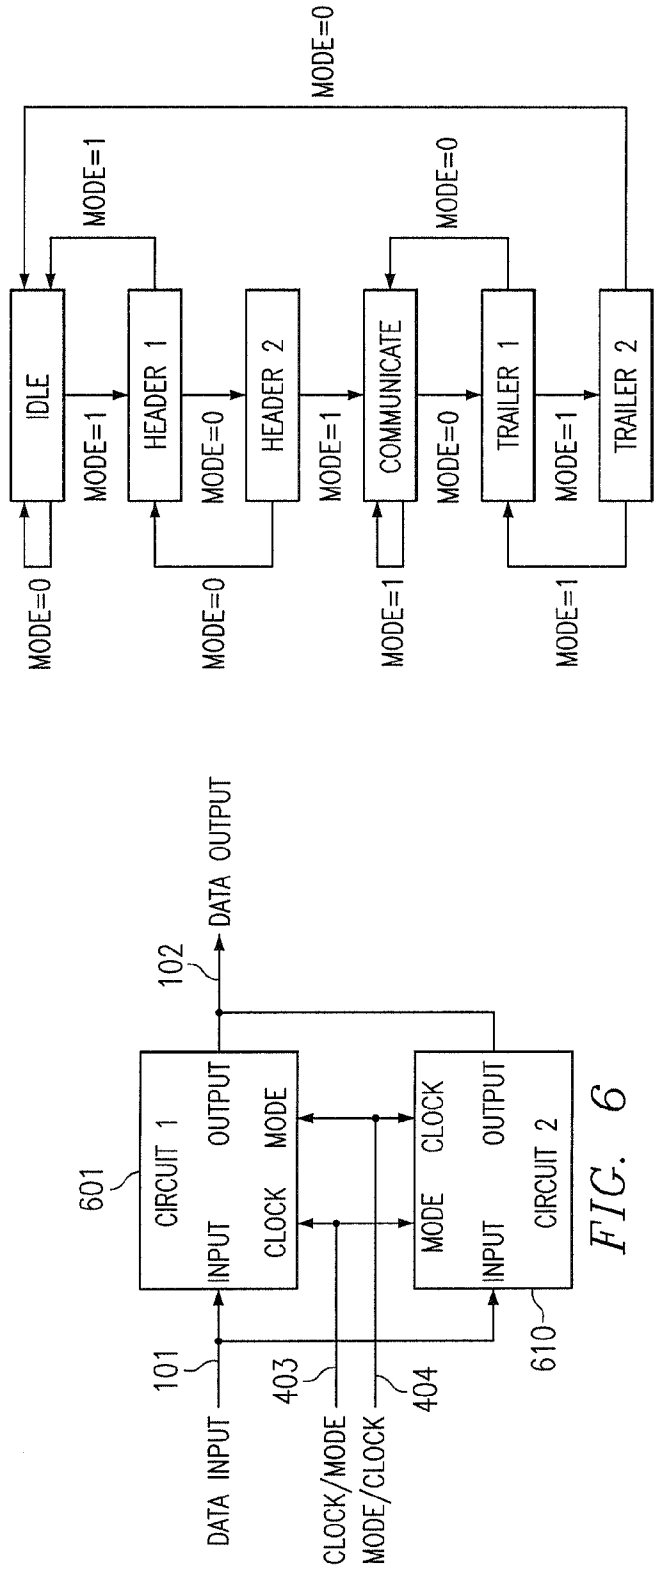 DATA INPUT
101
CLOCK/MODE
MODE/CLOCK
403
404
601
CIRCUIT 1
INPUT
OUTPUT
CLOCK
MODE
102
DATA OUTPUT
610
MODE
CLOCK
INPUT
OUTPUT
CIRCUIT 2
FIG. 6
MODE=0
IDLE
MODE=1
MODE=1
HEADER 1
MODE=0
MODE=0
HEADER 2
MODE=1
MODE=1
COMMUNICATE
MODE=0
MODE=0
TRAILER 1
MODE=1
MODE=1
TRAILER 2
MODE=0